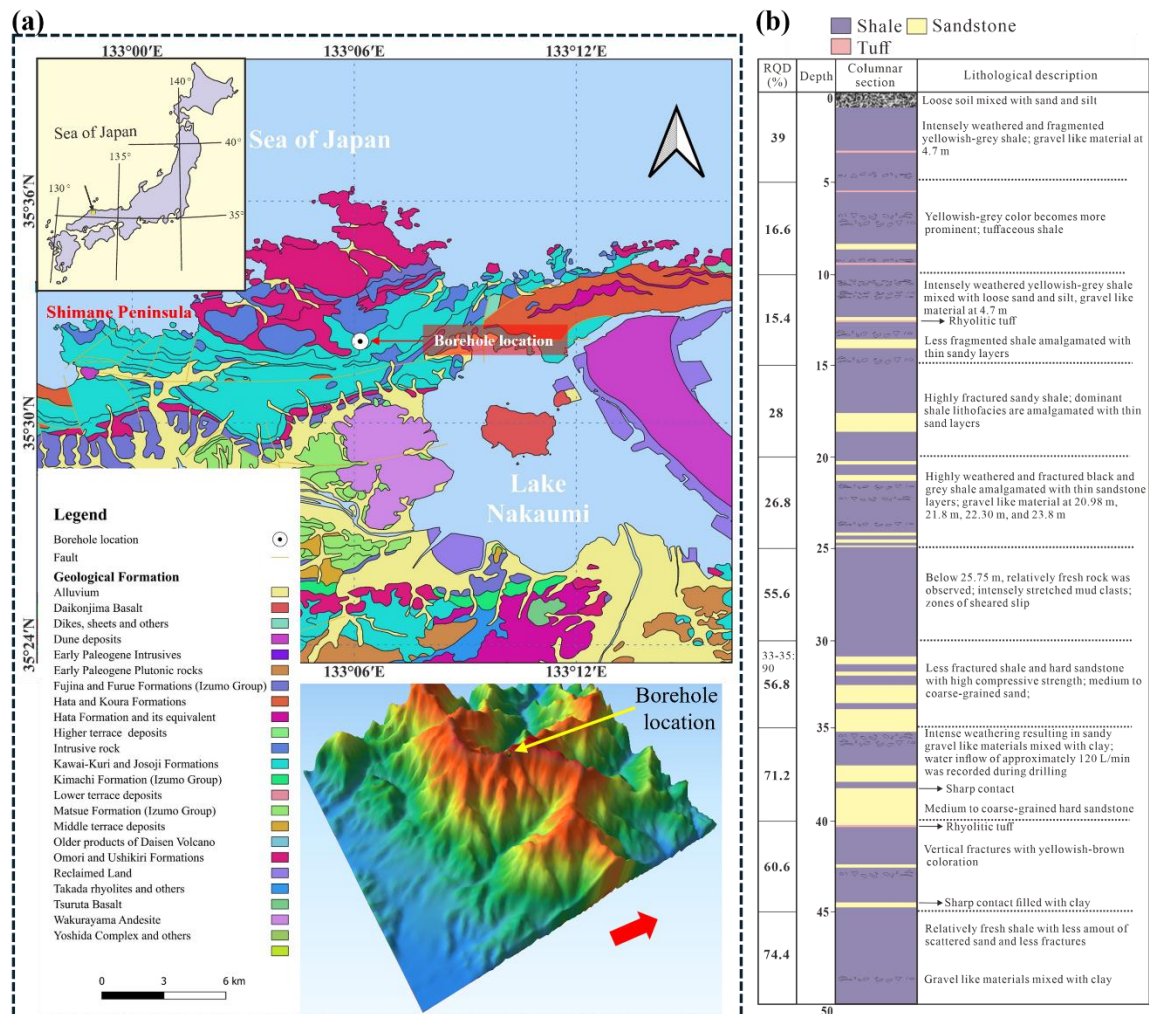 (a)
133°00′E 133°06′E 133°12′E
140°
Sea of Japan
40°
135°
130°
35°
Sea of Japan
35°36′N
Shimane Peninsula
Borehole location
35°30′N
Lake
Nakaumi
35°24′N
133°06′E 133°12′E
Legend
Borehole location
Fault
Geological Formation
Alluvium
Daikonjima Basalt
Dikes, sheets and others
Dune deposits
Early Paleogene Intrusives
Early Paleogene Plutonic rocks
Fujina and Furue Formations (Izumo Group)
Hata and Koura Formations
Hata Formation and its equivalent
Higher terrace deposits
Intrusive rock
Kawai-Kuri and Josoji Formations
Kimachi Formation (Izumo Group)
Lower terrace deposits
Matsue Formation (Izumo Group)
Middle terrace deposits
Older products of Daisen Volcano
Omori and Ushikiri Formations
Reclaimed Land
Takada rhyolites and others
Tsuruta Basalt
Wakurayama Andesite
Yoshida Complex and others
0 3 6 km
Borehole
location
(b)
Shale Sandstone
Tuff
RQD
(%)
Depth
Columnar
section
Lithological description
0
Loose soil mixed with sand and silt
39
Intensely weathered and fragmented
yellowish-grey shale; gravel like material at
4.7 m
5
16.6
Yellowish-grey color becomes more
prominent; tuffaceous shale
10
15.4
Intensely weathered yellowish-grey shale
mixed with loose sand and silt, gravel like
material at 4.7 m
Rhyolitic tuff
Less fragmented shale amalgamated with
thin sandy layers
15
28
Highly fractured sandy shale; dominant
shale lithofacies are amalgamated with thin
sand layers
20
26.8
Highly weathered and fractured black and
grey shale amalgamated with thin sandstone
layers; gravel like material at 20.98 m,
21.8 m, 22.30 m, and 23.8 m
25
55.6
Below 25.75 m, relatively fresh rock was
observed; intensely stretched mud clasts;
zones of sheared slip
30
33-35:
90
56.8
Less fractured shale and hard sandstone
with high compressive strength; medium to
coarse-grained sand;
35
71.2
Intense weathering resulting in sandy
gravel like materials mixed with clay;
water inflow of approximately 120 L/min
was recorded during drilling
Sharp contact
Medium to coarse-grained hard sandstone
40
Rhyolitic tuff
60.6
Vertical fractures with yellowish-brown
coloration
Sharp contact filled with clay
45
74.4
Relatively fresh shale with less amout of
scattered sand and less fractures
Gravel like materials mixed with clay
50